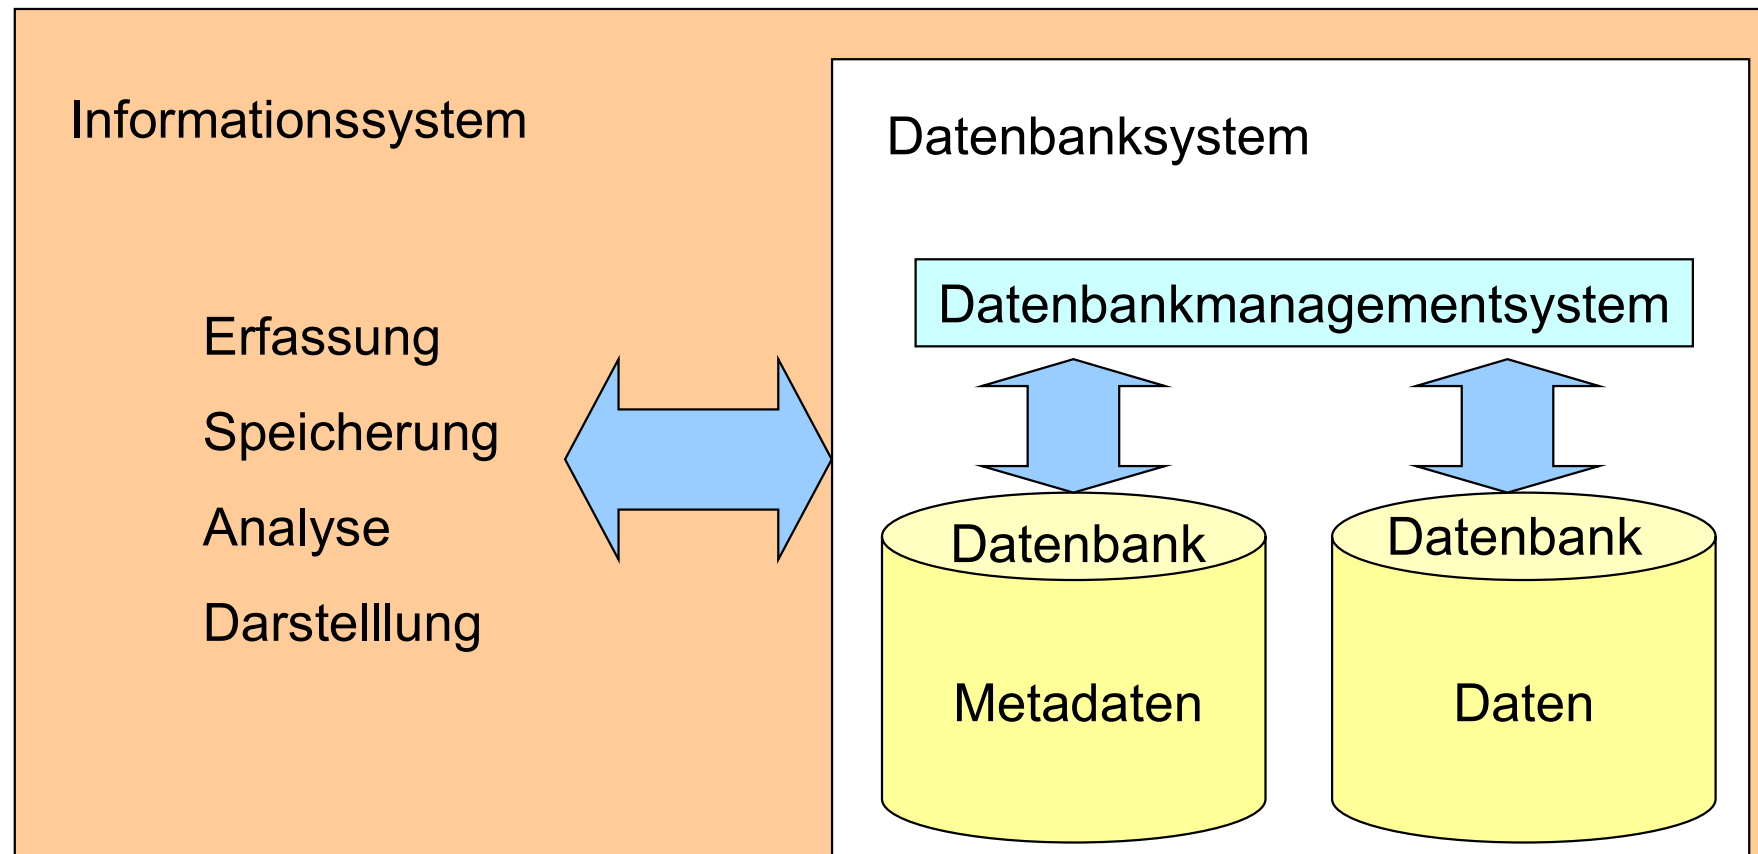 Informationssystem
Erfassung
Speicherung
Analyse
Darstelllung
Datenbanksystem
Datenbankmanagementsystem
Datenbank
Metadaten
Datenbank
Daten